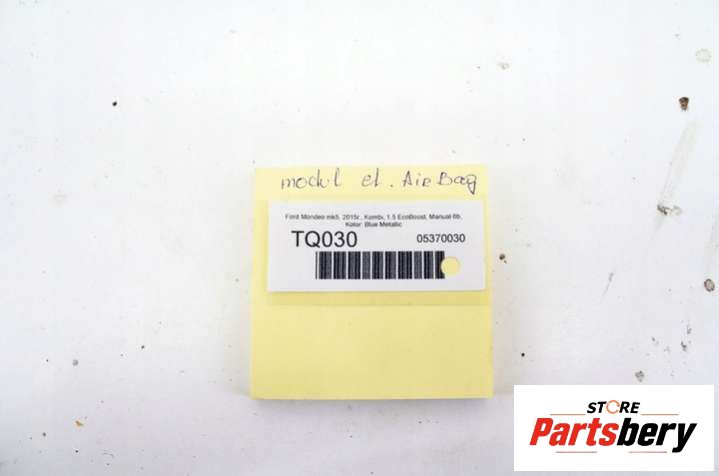 modul el. Air Bag
Ford Mondeo mk5, 2015r., Kombi, 1.5 EcoBoost, Manual 6b,
Kolor: Blue Metallic
TQ030 05370030
STORE
Partsbery